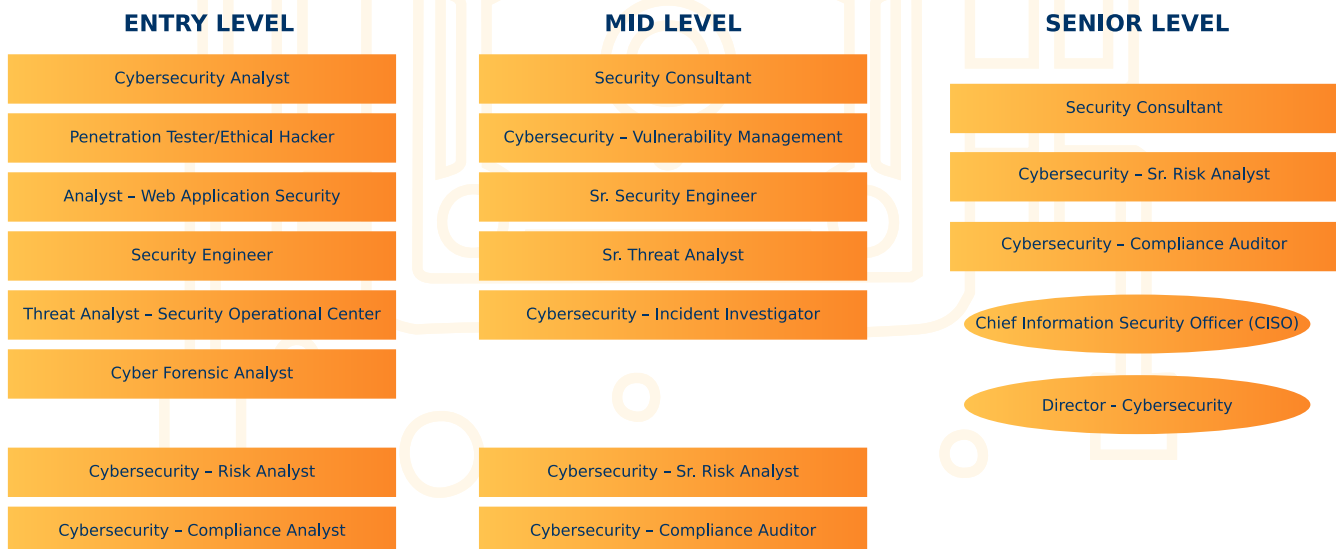 ENTRY LEVEL
Cybersecurity Analyst
Penetration Tester/Ethical Hacker
Analyst – Web Application Security
Security Engineer
Threat Analyst – Security Operational Center
Cyber Forensic Analyst
Cybersecurity – Risk Analyst
Cybersecurity – Compliance Analyst
MID LEVEL
Security Consultant
Cybersecurity – Vulnerability Management
Sr. Security Engineer
Sr. Threat Analyst
Cybersecurity – Incident Investigator
Cybersecurity – Sr. Risk Analyst
Cybersecurity – Compliance Auditor
SENIOR LEVEL
Security Consultant
Cybersecurity – Sr. Risk Analyst
Cybersecurity – Compliance Auditor
Chief Information Security Officer (CISO)
Director - Cybersecurity